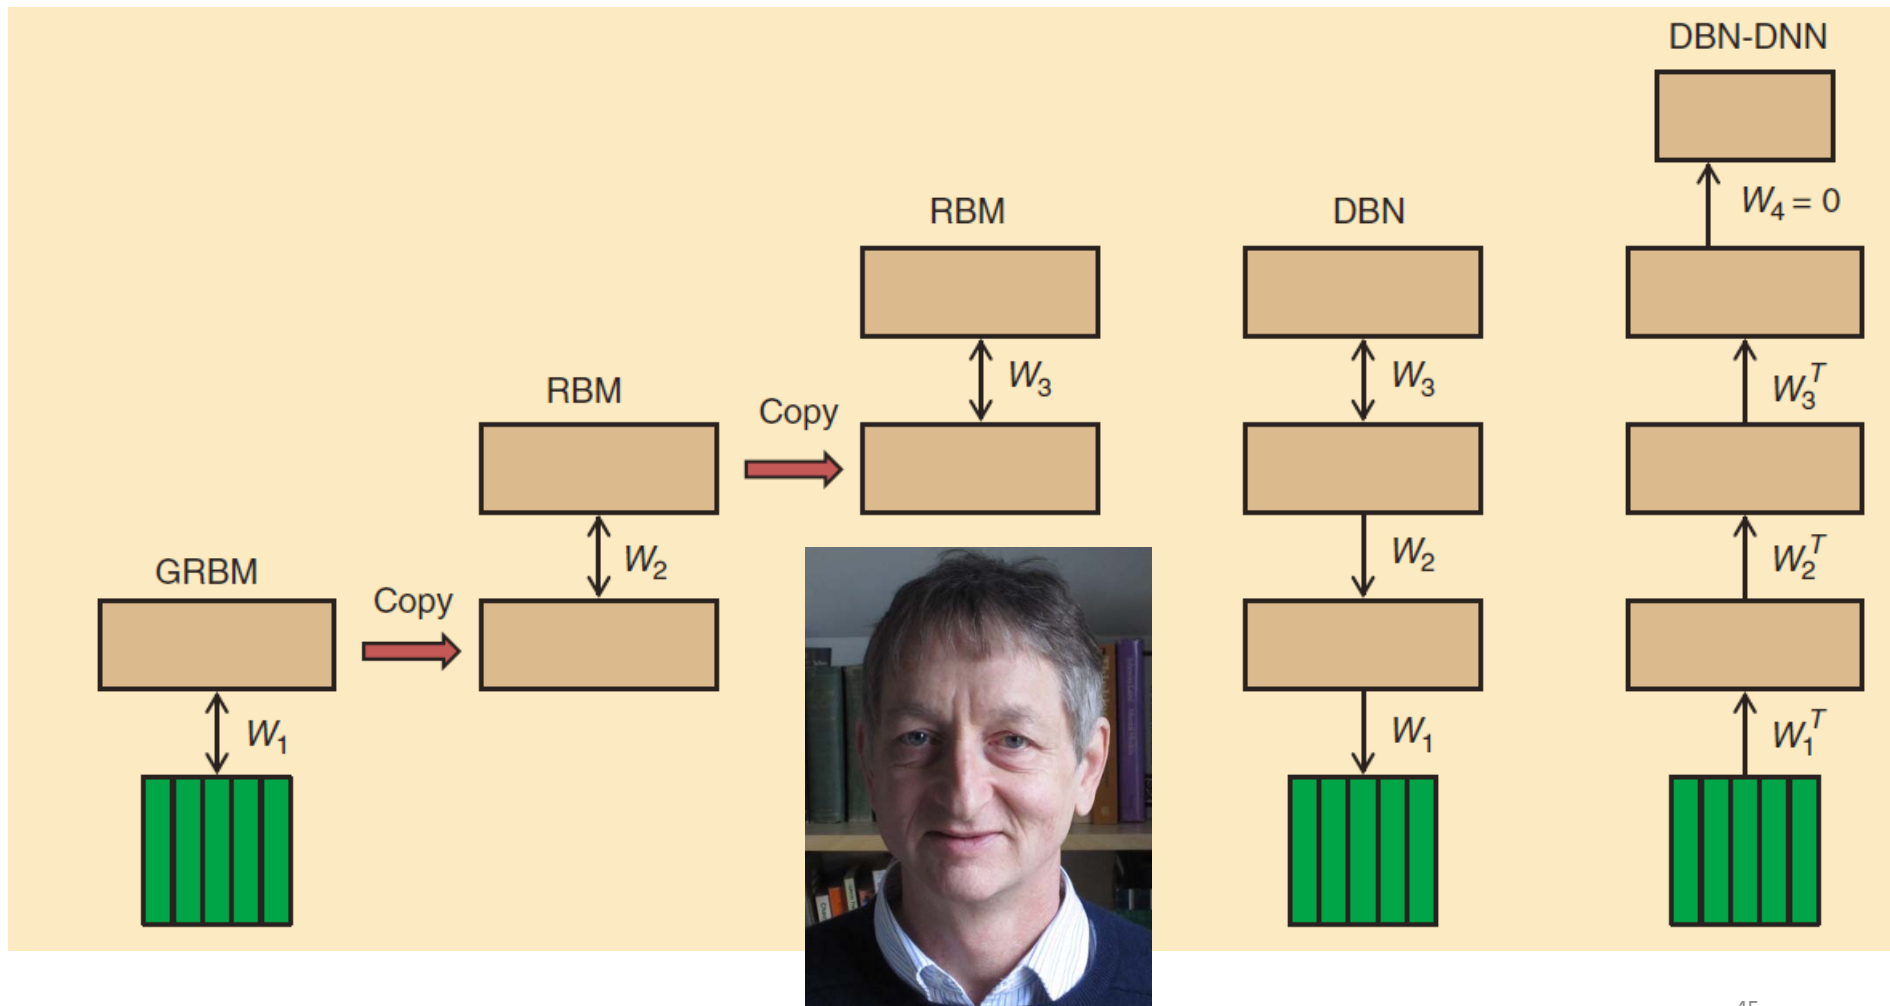 DBN-DNN
W₄ = 0
RBM
DBN
W₃
W₃
W₃ᵀ
RBM
Copy
W₂
W₂
W₂ᵀ
GRBM
Copy
W₁
W₁
W₁ᵀ